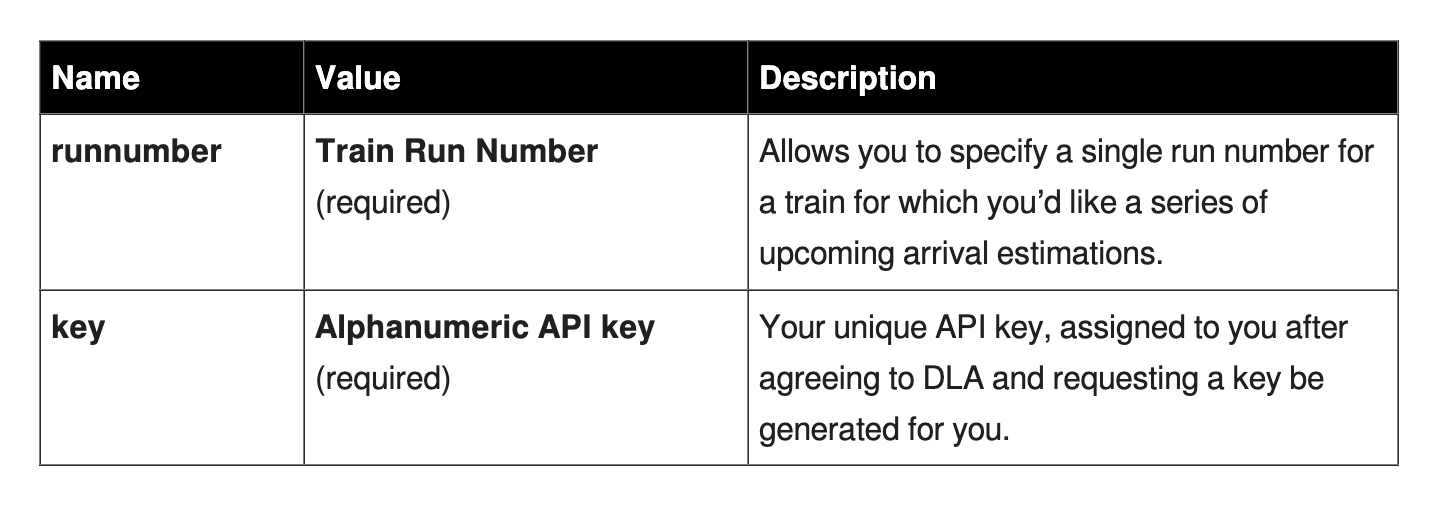 Name Value Description
runnumber Train Run Number Allows you to specify a single run number for
(required) a train for which you’d like a series of
upcoming arrival estimations.
key Alphanumeric API key Your unique API key, assigned to you after
(required) agreeing to DLA and requesting a key be
generated for you.